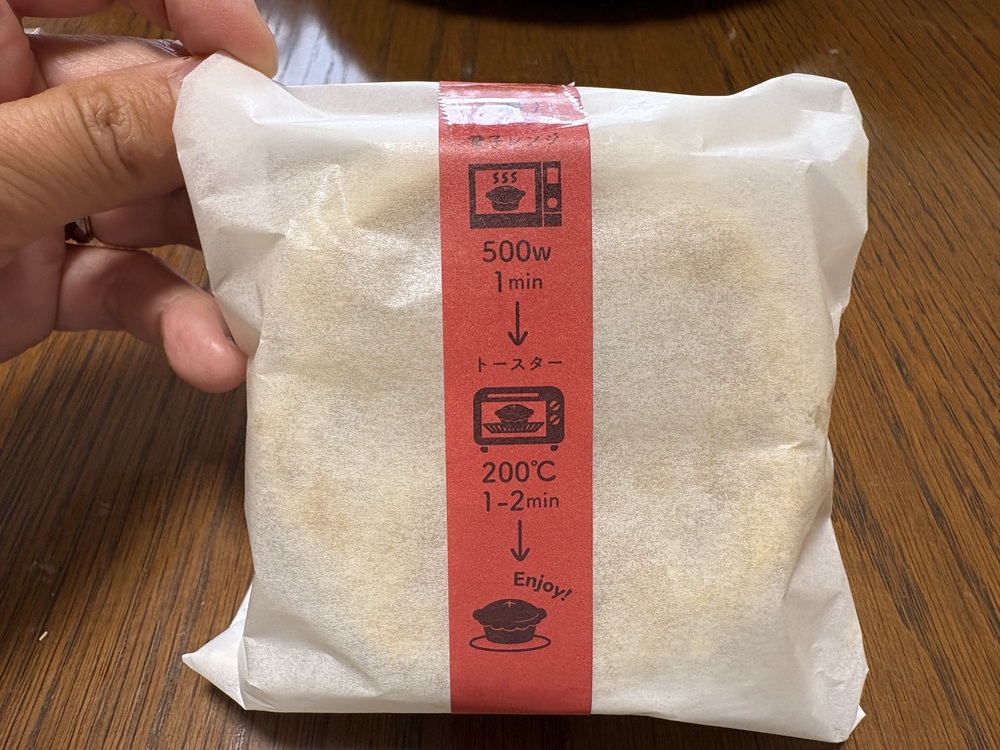 電子レンジ
500w
1min
トースター
200℃
1-2min
Enjoy!